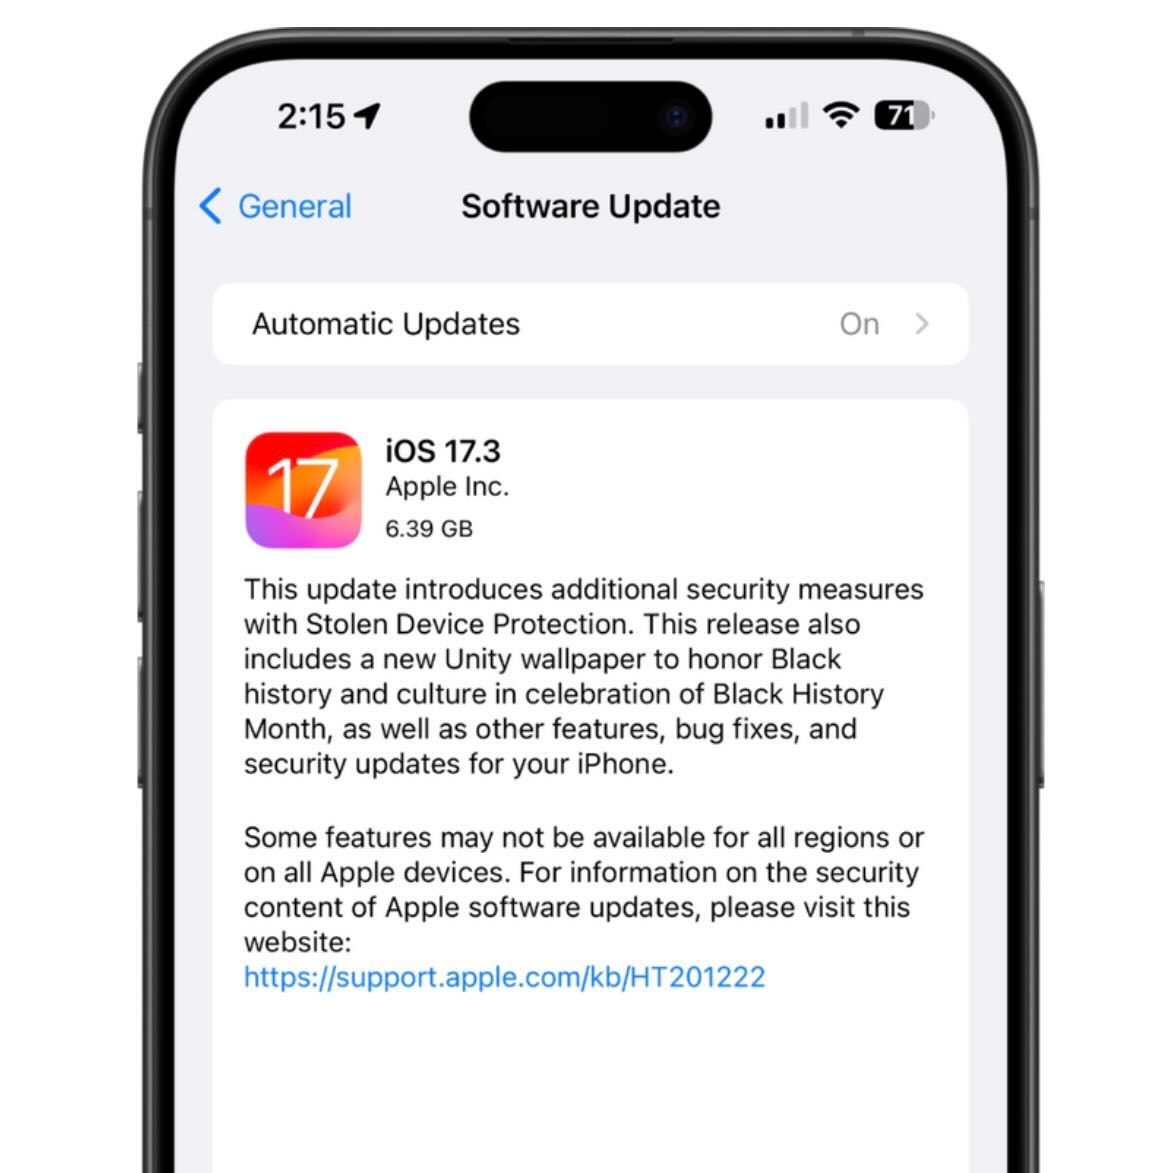 2:15
71
General
Software Update
Automatic Updates
On
17
iOS 17.3
Apple Inc.
6.39 GB
This update introduces additional security measures
with Stolen Device Protection. This release also
includes a new Unity wallpaper to honor Black
history and culture in celebration of Black History
Month, as well as other features, bug fixes, and
security updates for your iPhone.
Some features may not be available for all regions or
on all Apple devices. For information on the security
content of Apple software updates, please visit this
website:
https://support.apple.com/kb/HT201222